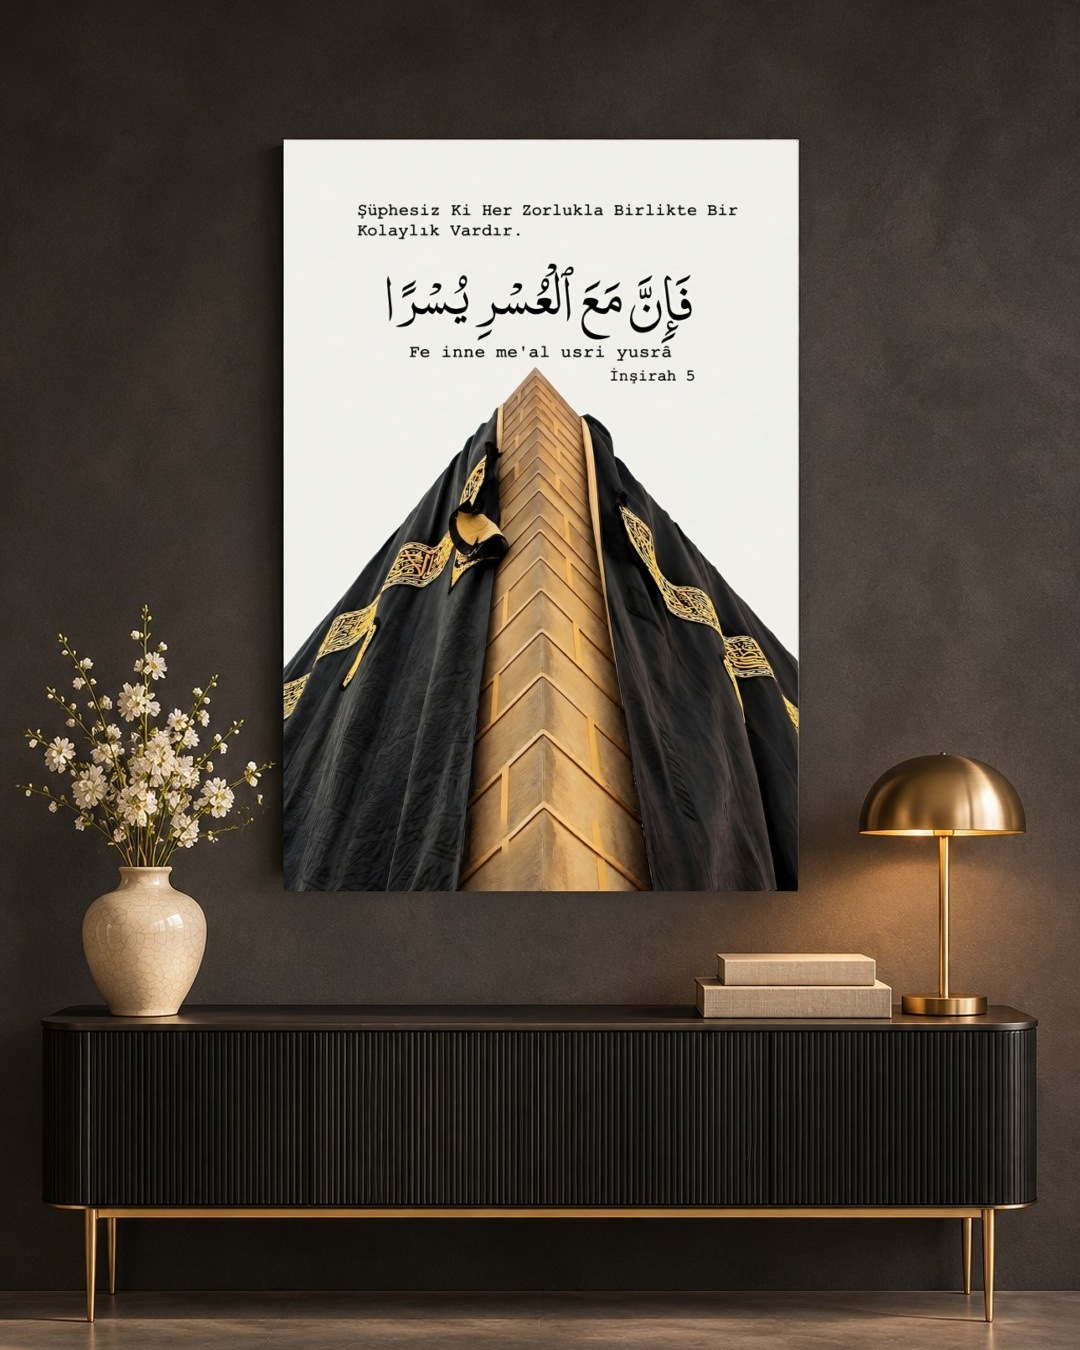 Şüphesiz Ki Her Zorlukla Birlikte Bir
Kolaylık Vardır.
فَإِنَّ مَعَ ٱلْعُسْرِ يُسْرًا
Fe inne me'al usri yusrâ
İnşirah 5